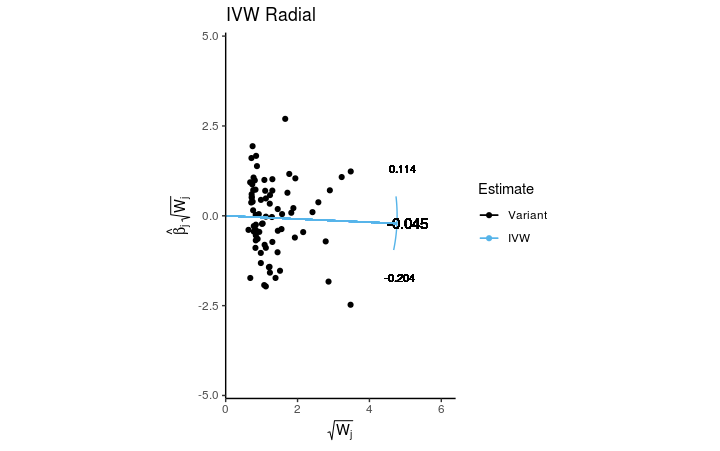 IVW Radial
5.0
2.5
0.0
-2.5
-5.0
β̂ⱼ√Wⱼ
0.114
-0.045
-0.204
0 2 4 6
√Wⱼ
Estimate
Variant
IVW